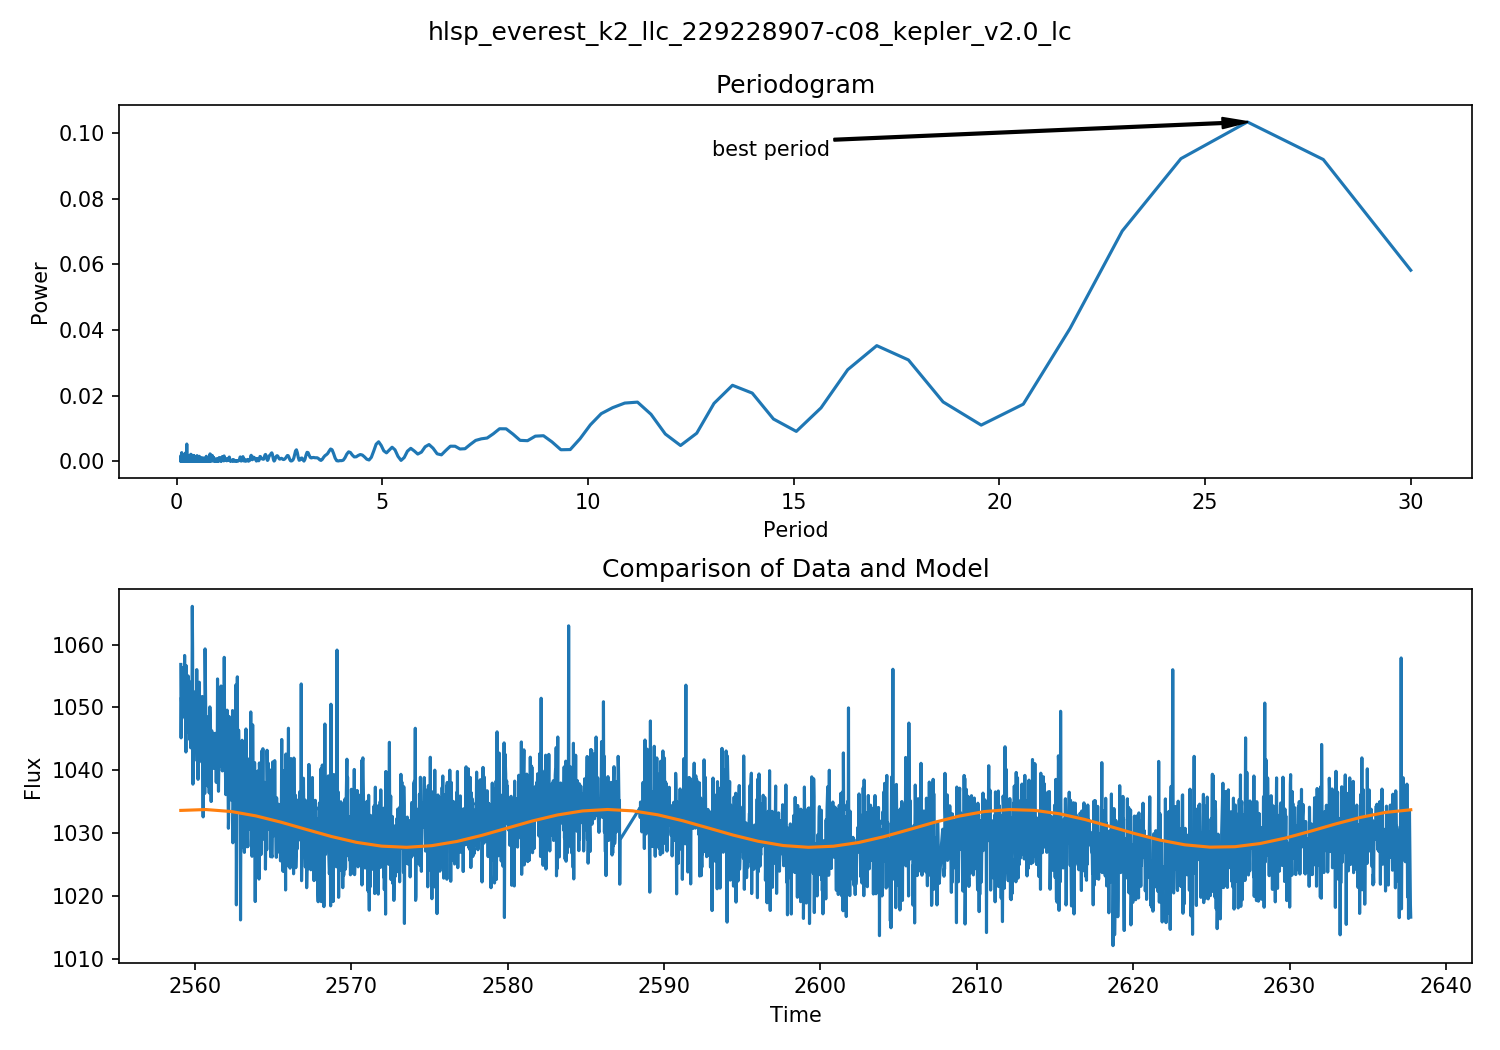 hlsp_everest_k2_llc_229228907-c08_kepler_v2.0_lc
Periodogram
Power
0.10
0.08
0.06
0.04
0.02
0.00
best period
0 5 10 15 20 25 30
Period
Comparison of Data and Model
Flux
1060
1050
1040
1030
1020
1010
2560 2570 2580 2590 2600 2610 2620 2630 2640
Time